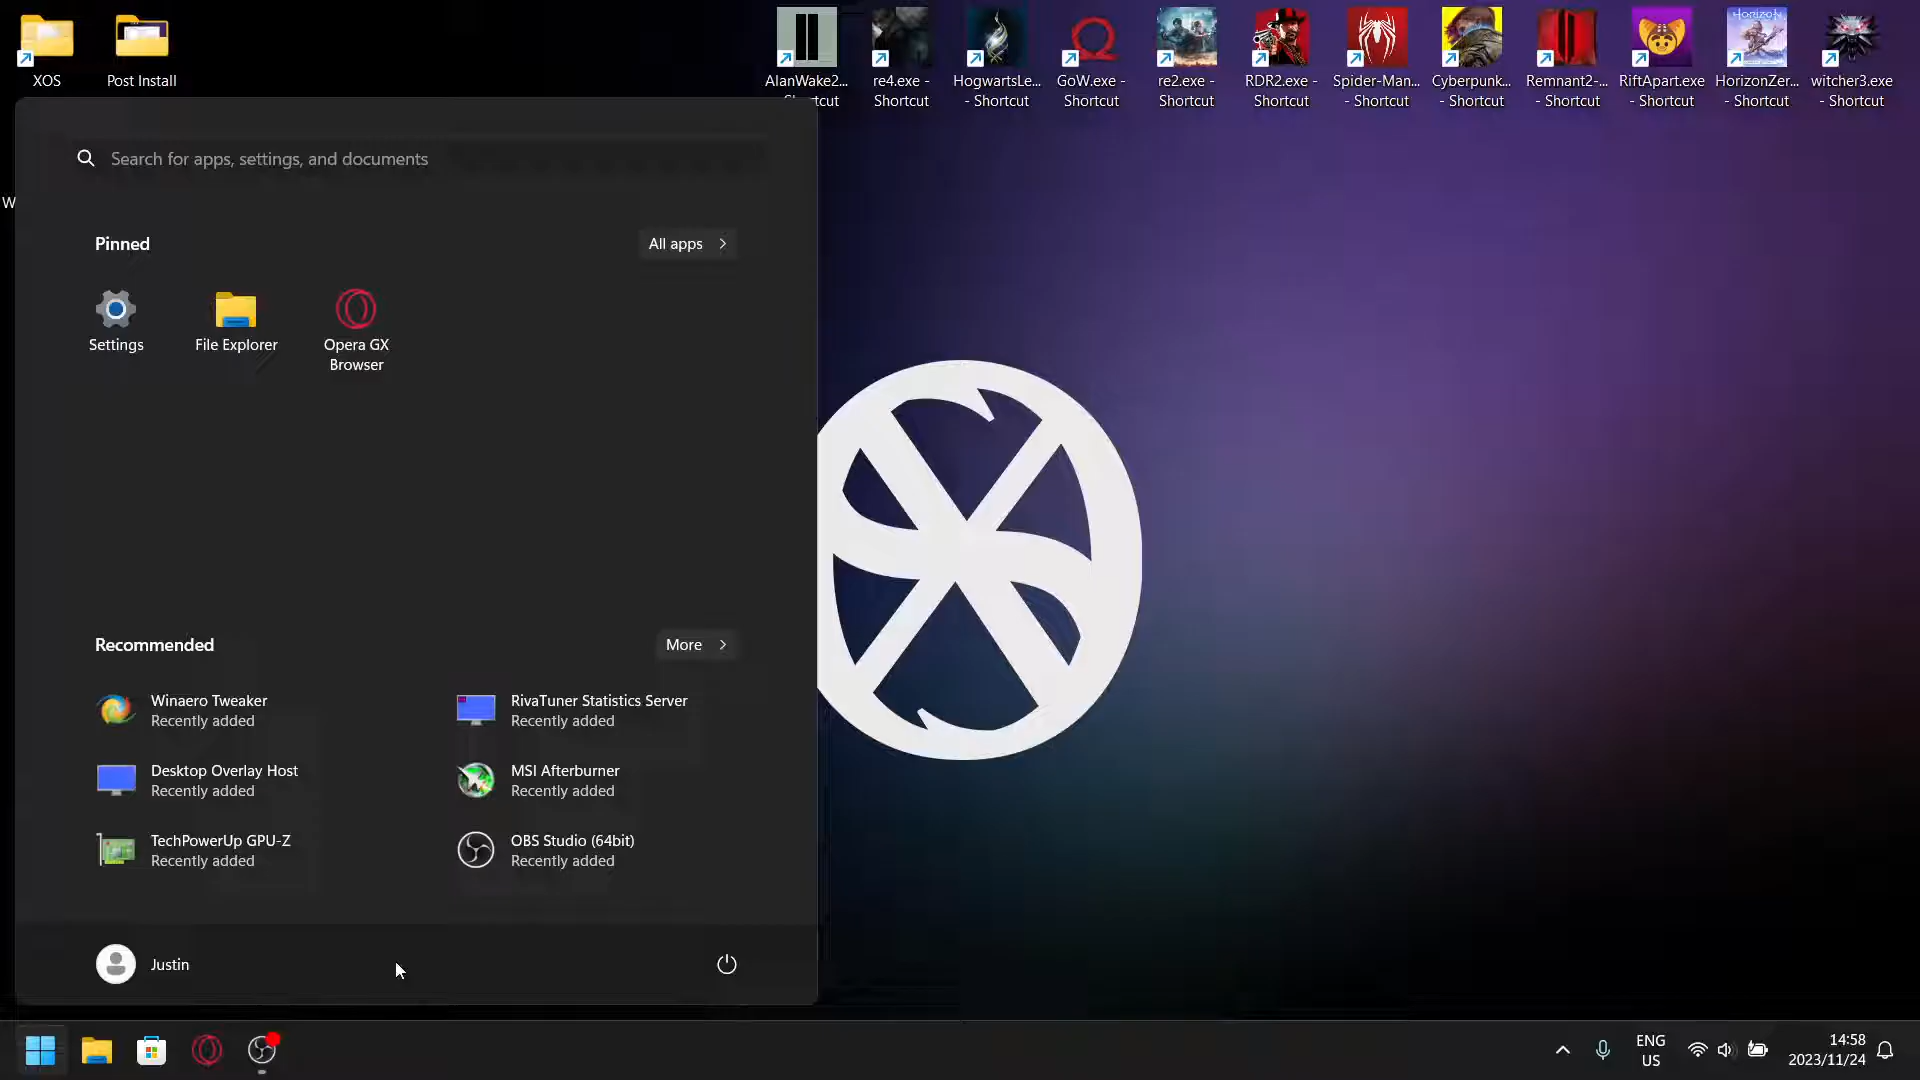 XOS
Post Install
AlanWake2...
re4.exe -
Shortcut
HogwartsLe...
- Shortcut
GoW.exe -
Shortcut
re2.exe -
Shortcut
RDR2.exe -
Shortcut
Spider-Man...
- Shortcut
Cyberpunk...
- Shortcut
Remnant2-...
- Shortcut
RiftApart.exe
- Shortcut
HORIZON
HorizonZer...
- Shortcut
witcher3.exe
- Shortcut
W
Search for apps, settings, and documents
Pinned
All apps
Settings
File Explorer
Opera GX
Browser
Recommended
More
Winaero Tweaker
Recently added
RivaTuner Statistics Server
Recently added
Desktop Overlay Host
Recently added
MSI Afterburner
Recently added
TechPowerUp GPU-Z
Recently added
OBS Studio (64bit)
Recently added
Justin
ENG
US
14:58
2023/11/24